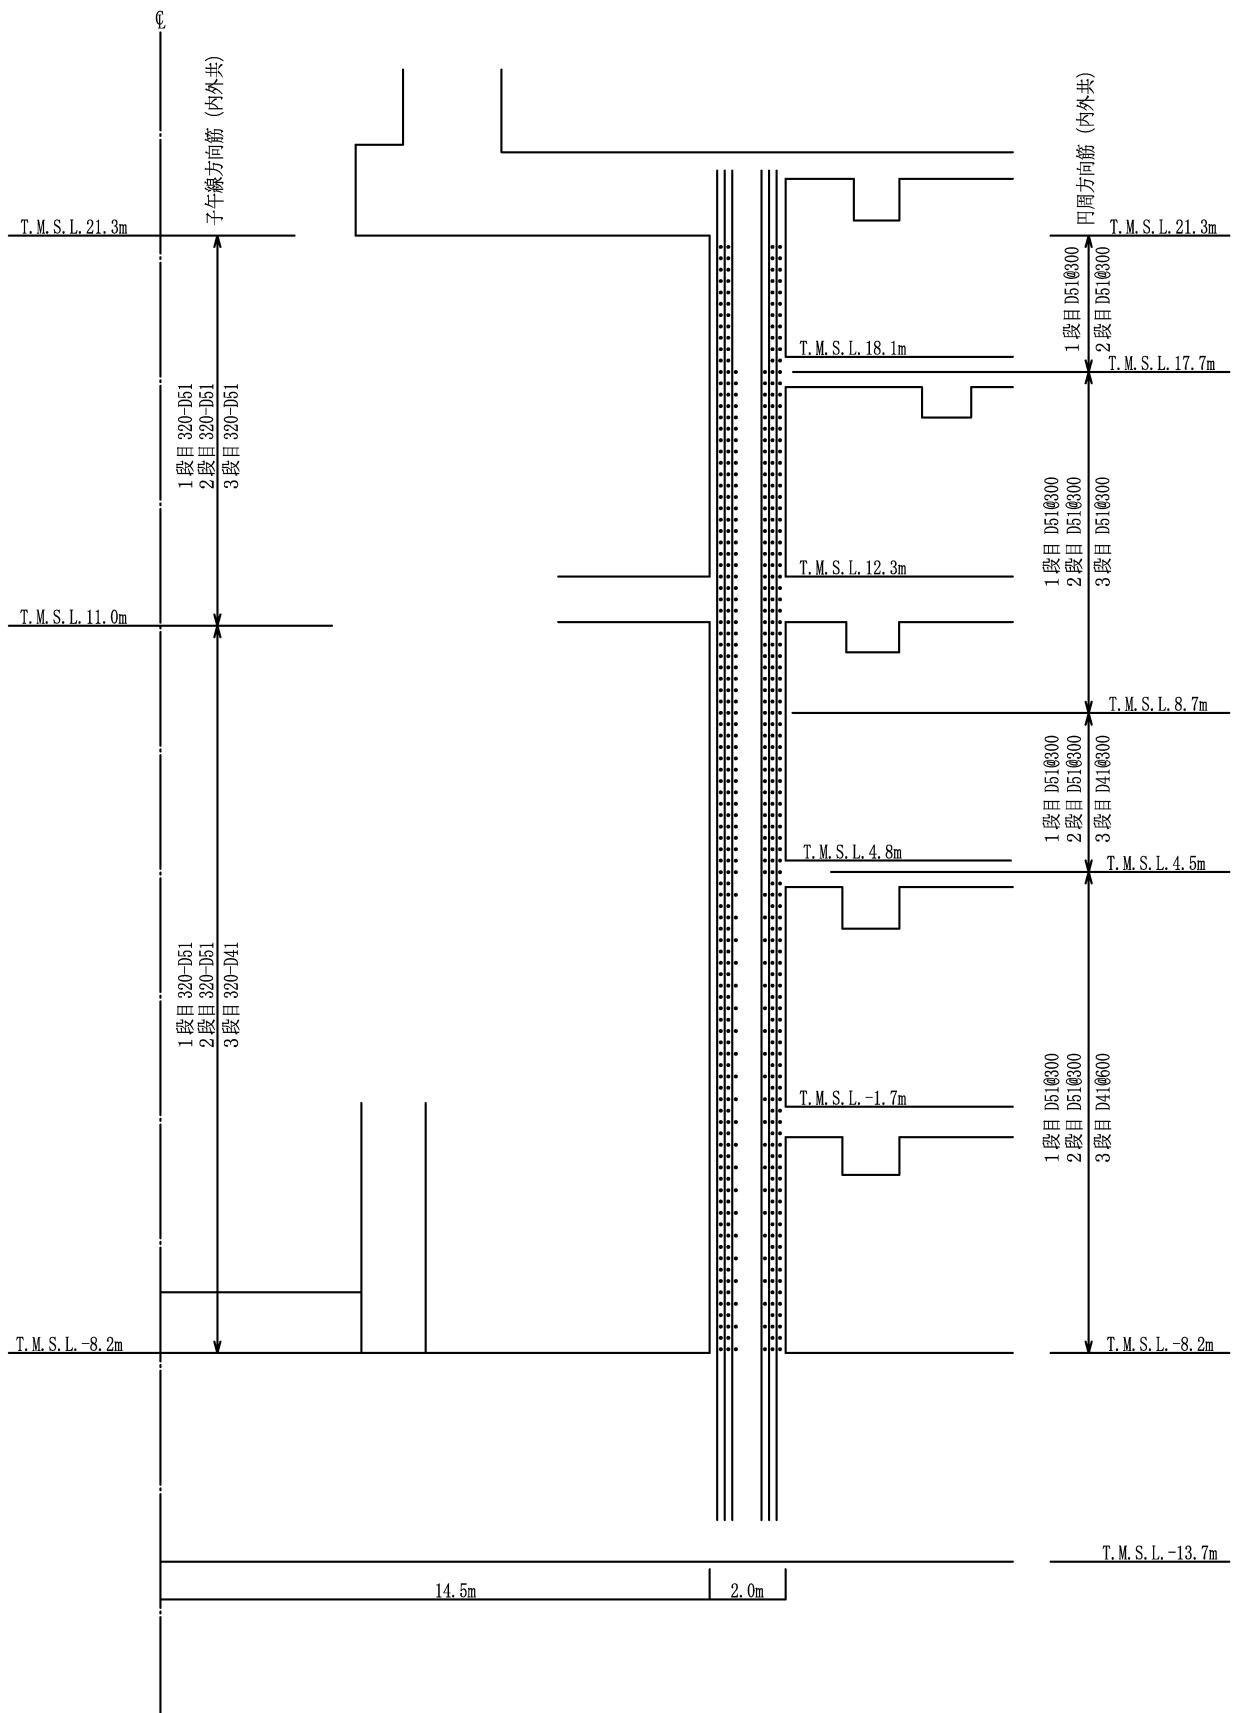 ℄
子午線方向筋 (内外共)
円周方向筋 (内外共)
T.M.S.L.21.3m
T.M.S.L.21.3m
1段目 D51@300
2段目 D51@300
T.M.S.L.18.1m
T.M.S.L.17.7m
1段目 320-D51
2段目 320-D51
3段目 320-D51
1段目 D51@300
2段目 D51@300
3段目 D51@300
T.M.S.L.12.3m
T.M.S.L.11.0m
T.M.S.L.8.7m
1段目 D51@300
2段目 D51@300
3段目 D41@300
T.M.S.L.4.8m
T.M.S.L.4.5m
1段目 320-D51
2段目 320-D51
3段目 320-D41
1段目 D51@300
2段目 D51@300
3段目 D41@600
T.M.S.L.-1.7m
T.M.S.L.-8.2m
T.M.S.L.-8.2m
T.M.S.L.-13.7m
14.5m
2.0m